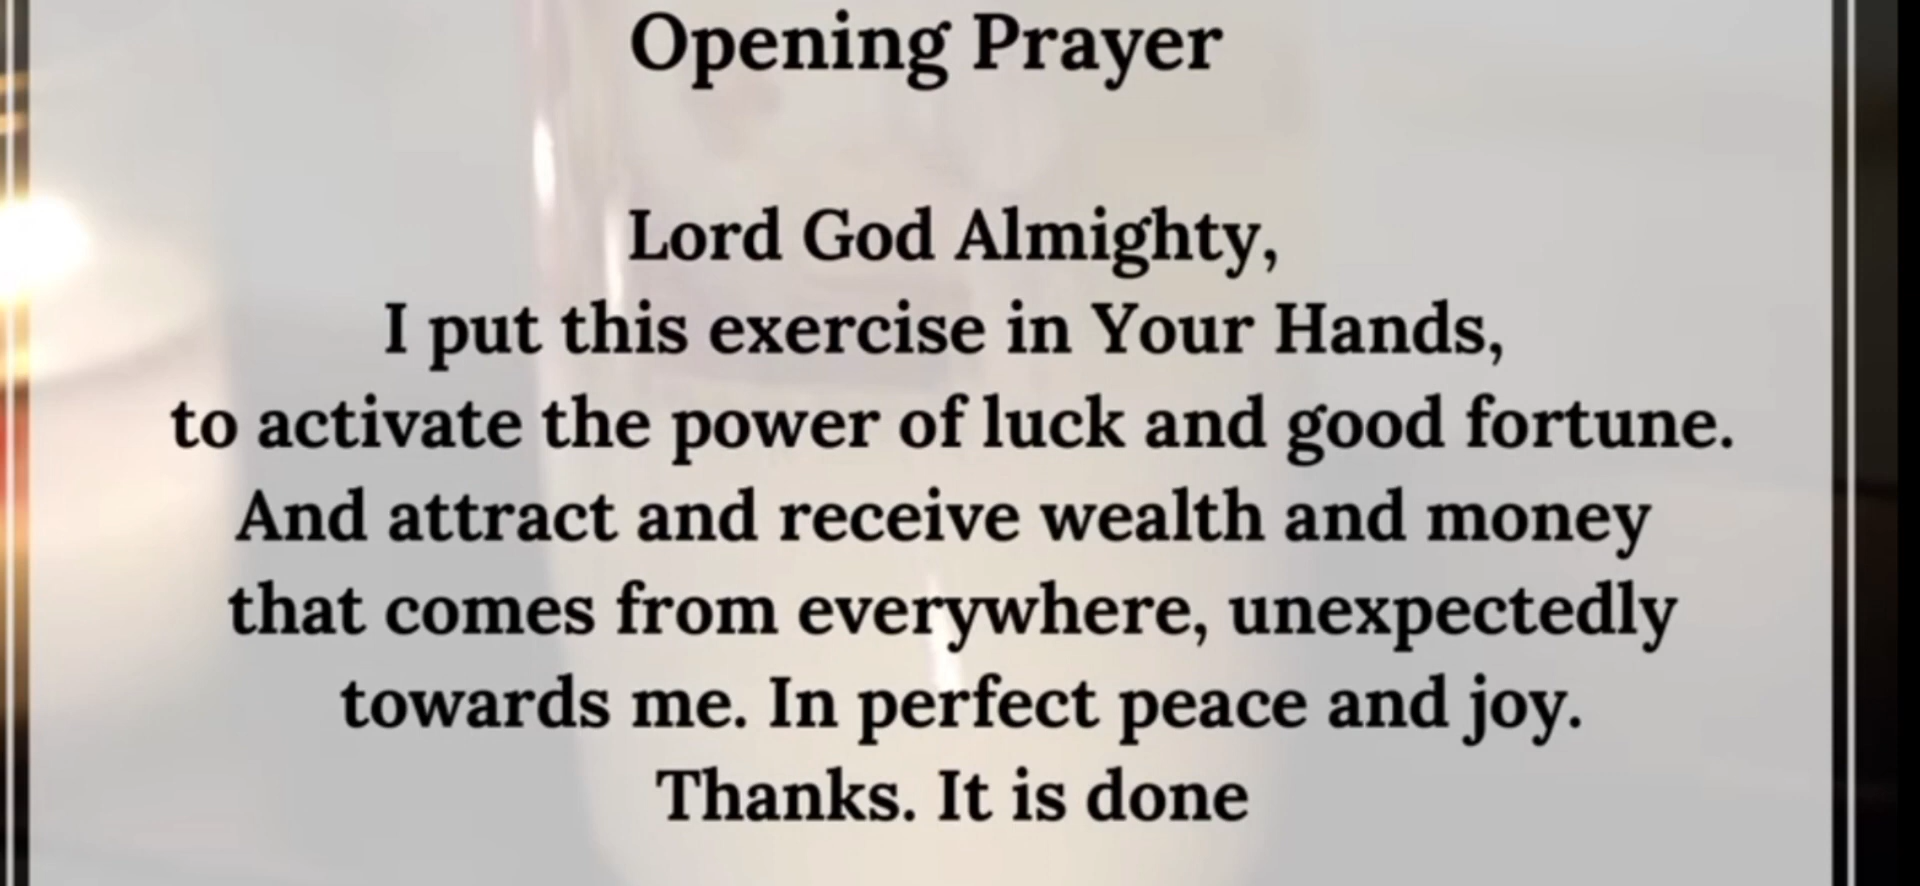 Opening Prayer
Lord God Almighty,
I put this exercise in Your Hands,
to activate the power of luck and good fortune.
And attract and receive wealth and money
that comes from everywhere, unexpectedly
towards me. In perfect peace and joy.
Thanks. It is done